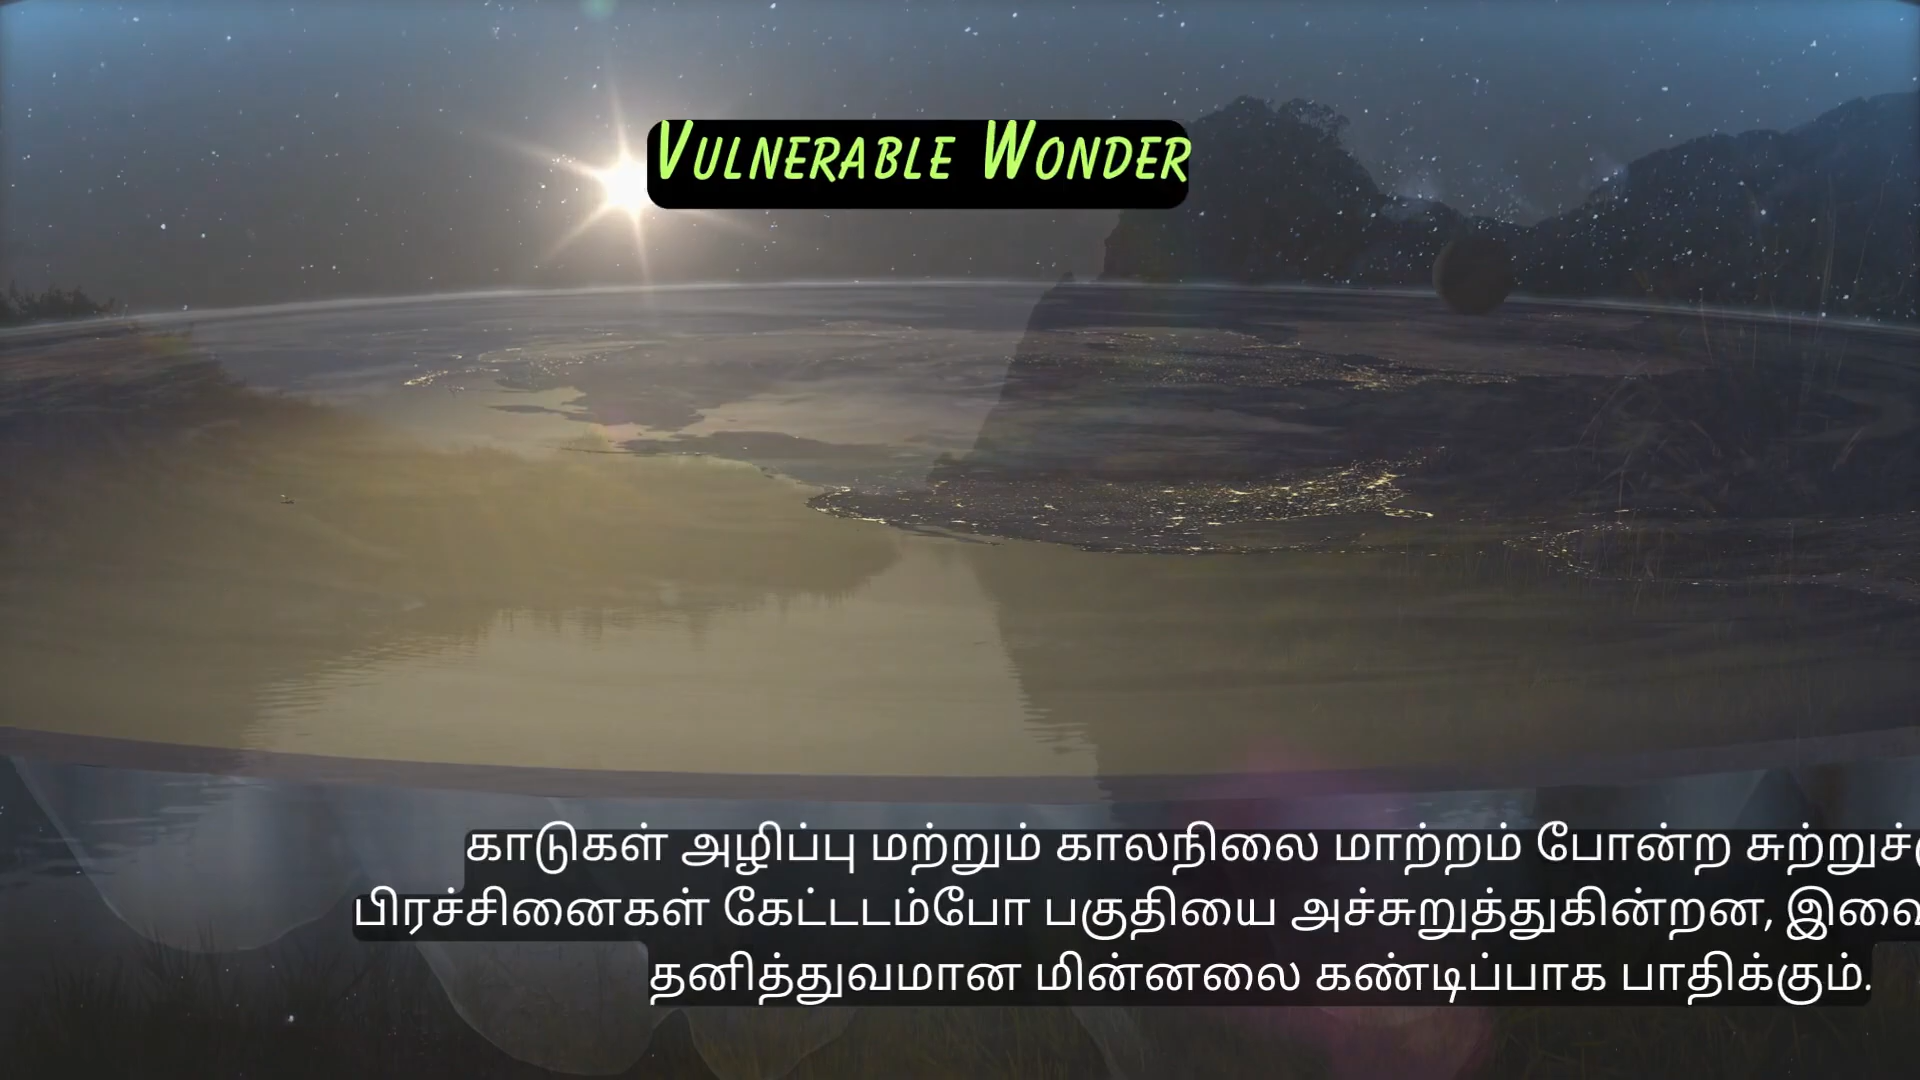 Vulnerable Wonder
காடுகள் அழிப்பு மற்றும் காலநிலை மாற்றம் போன்ற
பிரச்சினைகள் கேட்டடம்போ பகுதியை அச்சுறுத்துகின்றன,
தனித்துவமான மின்னலை கண்டிப்பாக பாதிக்கும்.